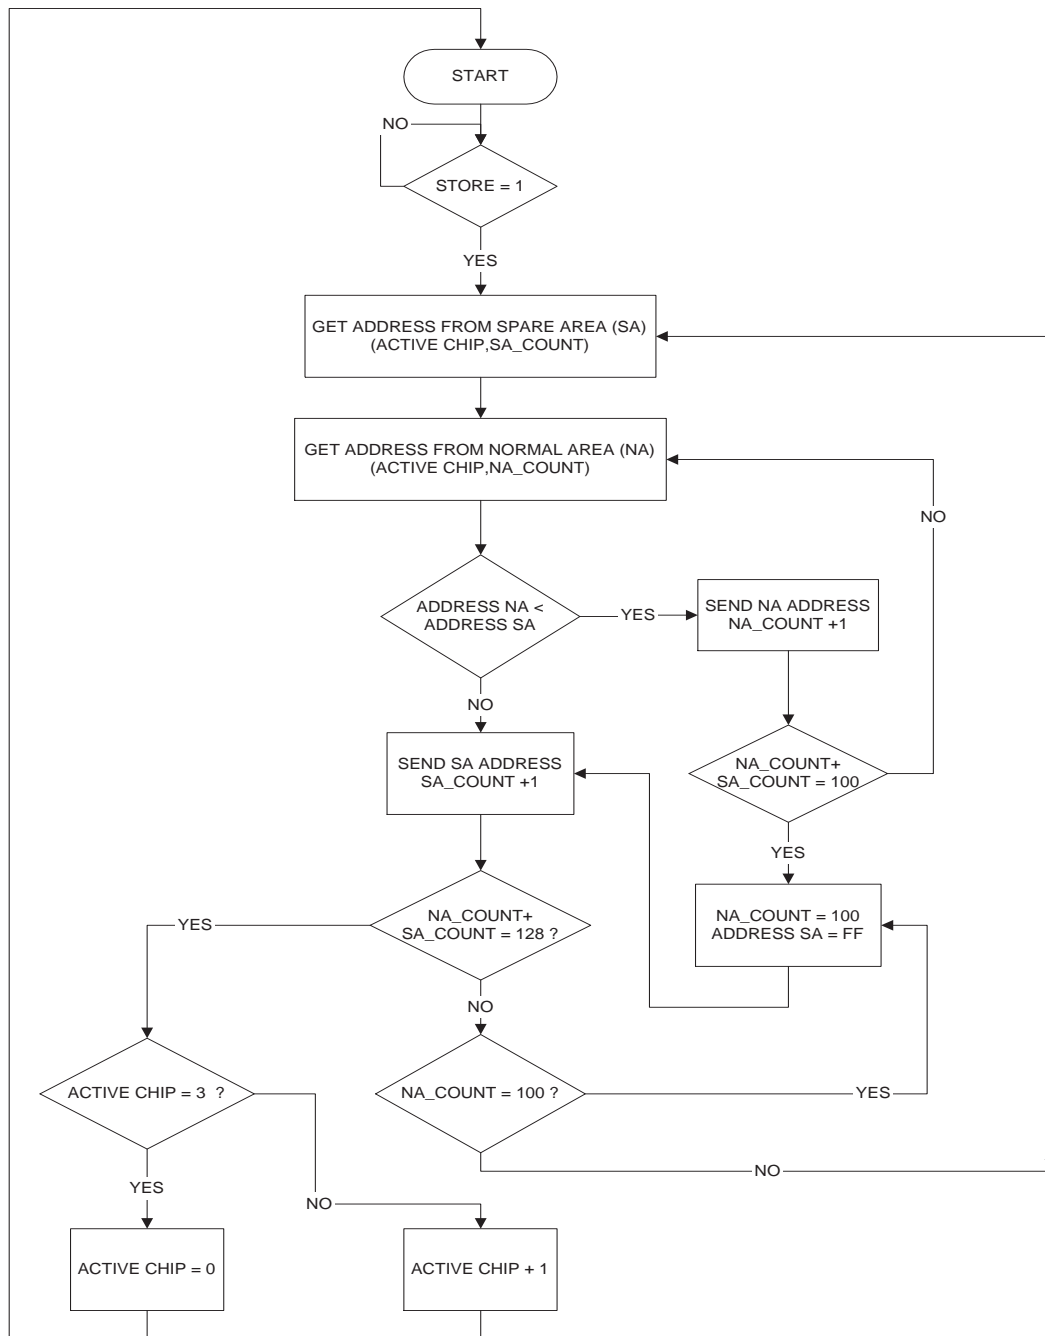 START
NO
STORE = 1
YES
GET ADDRESS FROM SPARE AREA (SA)
(ACTIVE CHIP,SA_COUNT)
GET ADDRESS FROM NORMAL AREA (NA)
(ACTIVE CHIP,NA_COUNT)
NO
ADDRESS NA <
ADDRESS SA
YES
SEND NA ADDRESS
NA_COUNT +1
NO
SEND SA ADDRESS
SA_COUNT +1
NA_COUNT+
SA_COUNT = 100
YES
NA_COUNT+
SA_COUNT = 128 ?
YES
NA_COUNT = 100
ADDRESS SA = FF
NO
ACTIVE CHIP = 3 ?
NA_COUNT = 100 ?
YES
NO
YES
NO
ACTIVE CHIP = 0
ACTIVE CHIP + 1